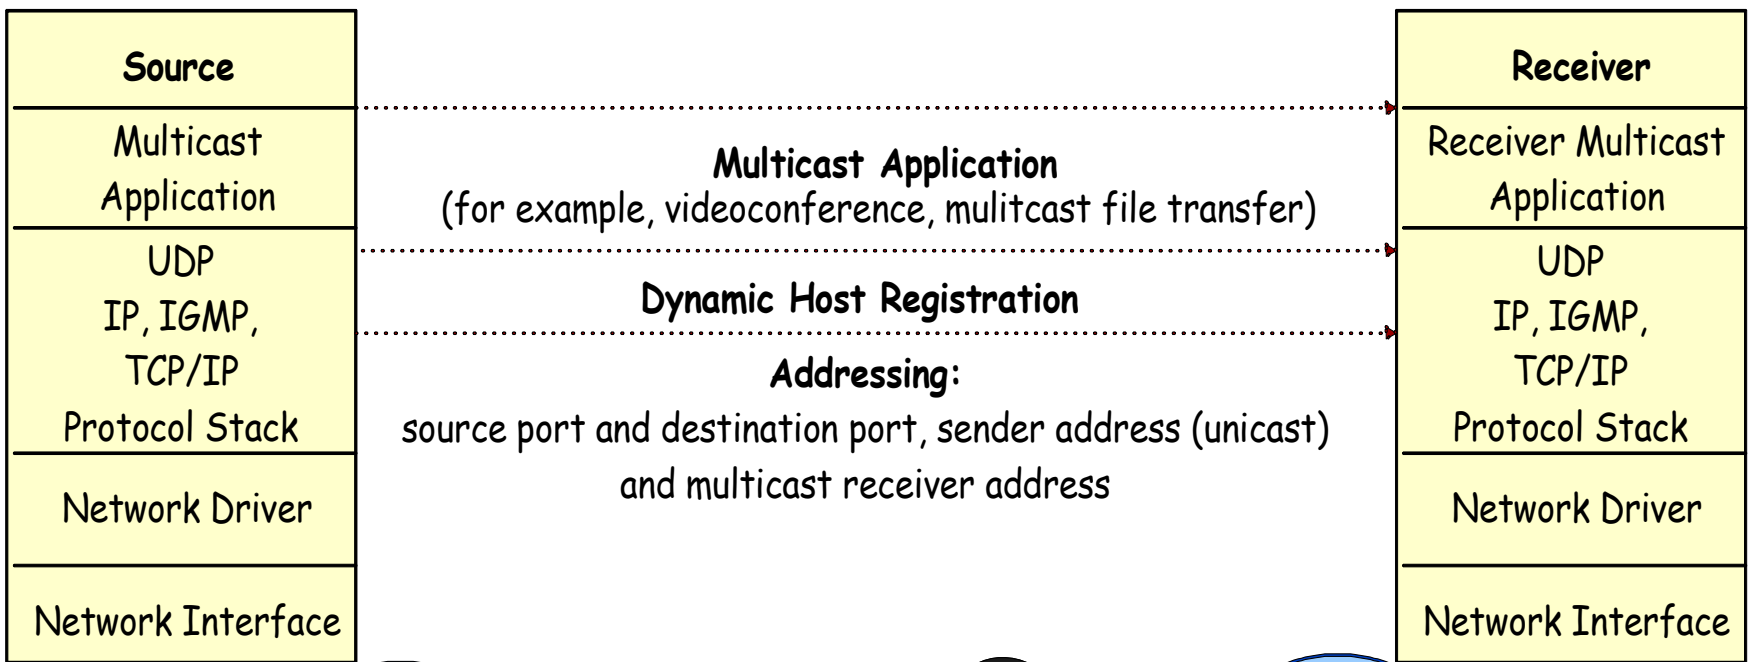 Source
Multicast
Application
UDP
IP, IGMP,
TCP/IP
Protocol Stack
Network Driver
Network Interface
Multicast Application
(for example, videoconference, mulitcast file transfer)
Dynamic Host Registration
Addressing:
source port and destination port, sender address (unicast)
and multicast receiver address
Receiver
Receiver Multicast
Application
UDP
IP, IGMP,
TCP/IP
Protocol Stack
Network Driver
Network Interface